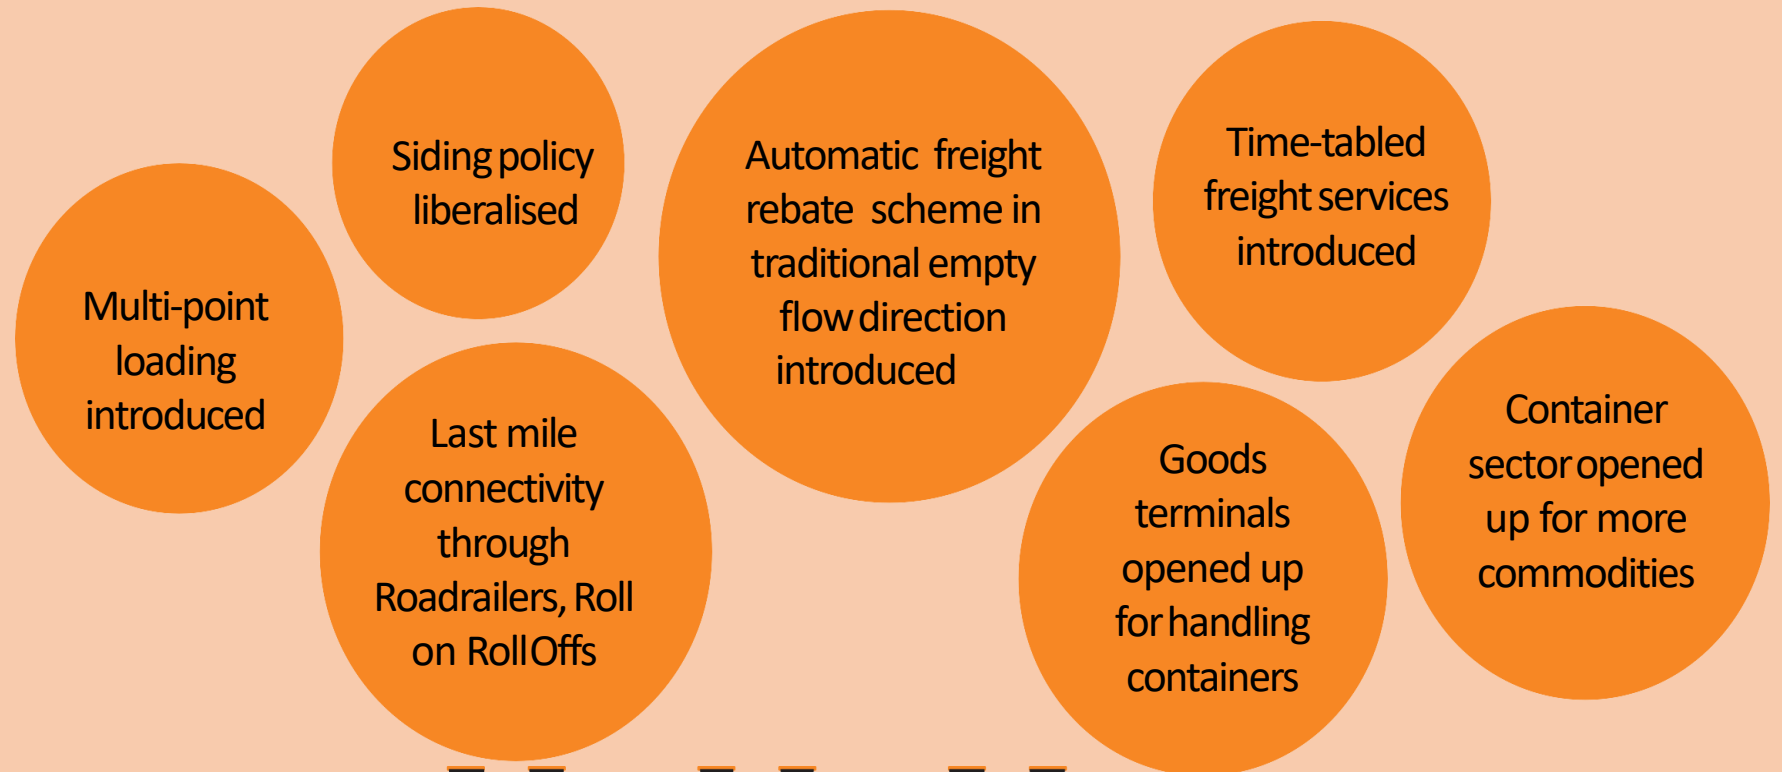 Multi-point
loading
introduced
Siding policy
liberalised
Last mile
connectivity
through
Roadrailers, Roll
on Roll Offs
Automatic freight
rebate scheme in
traditional empty
flow direction
introduced
Time-tabled
freight services
introduced
Goods
terminals
opened up
for handling
containers
Container
sector opened
up for more
commodities